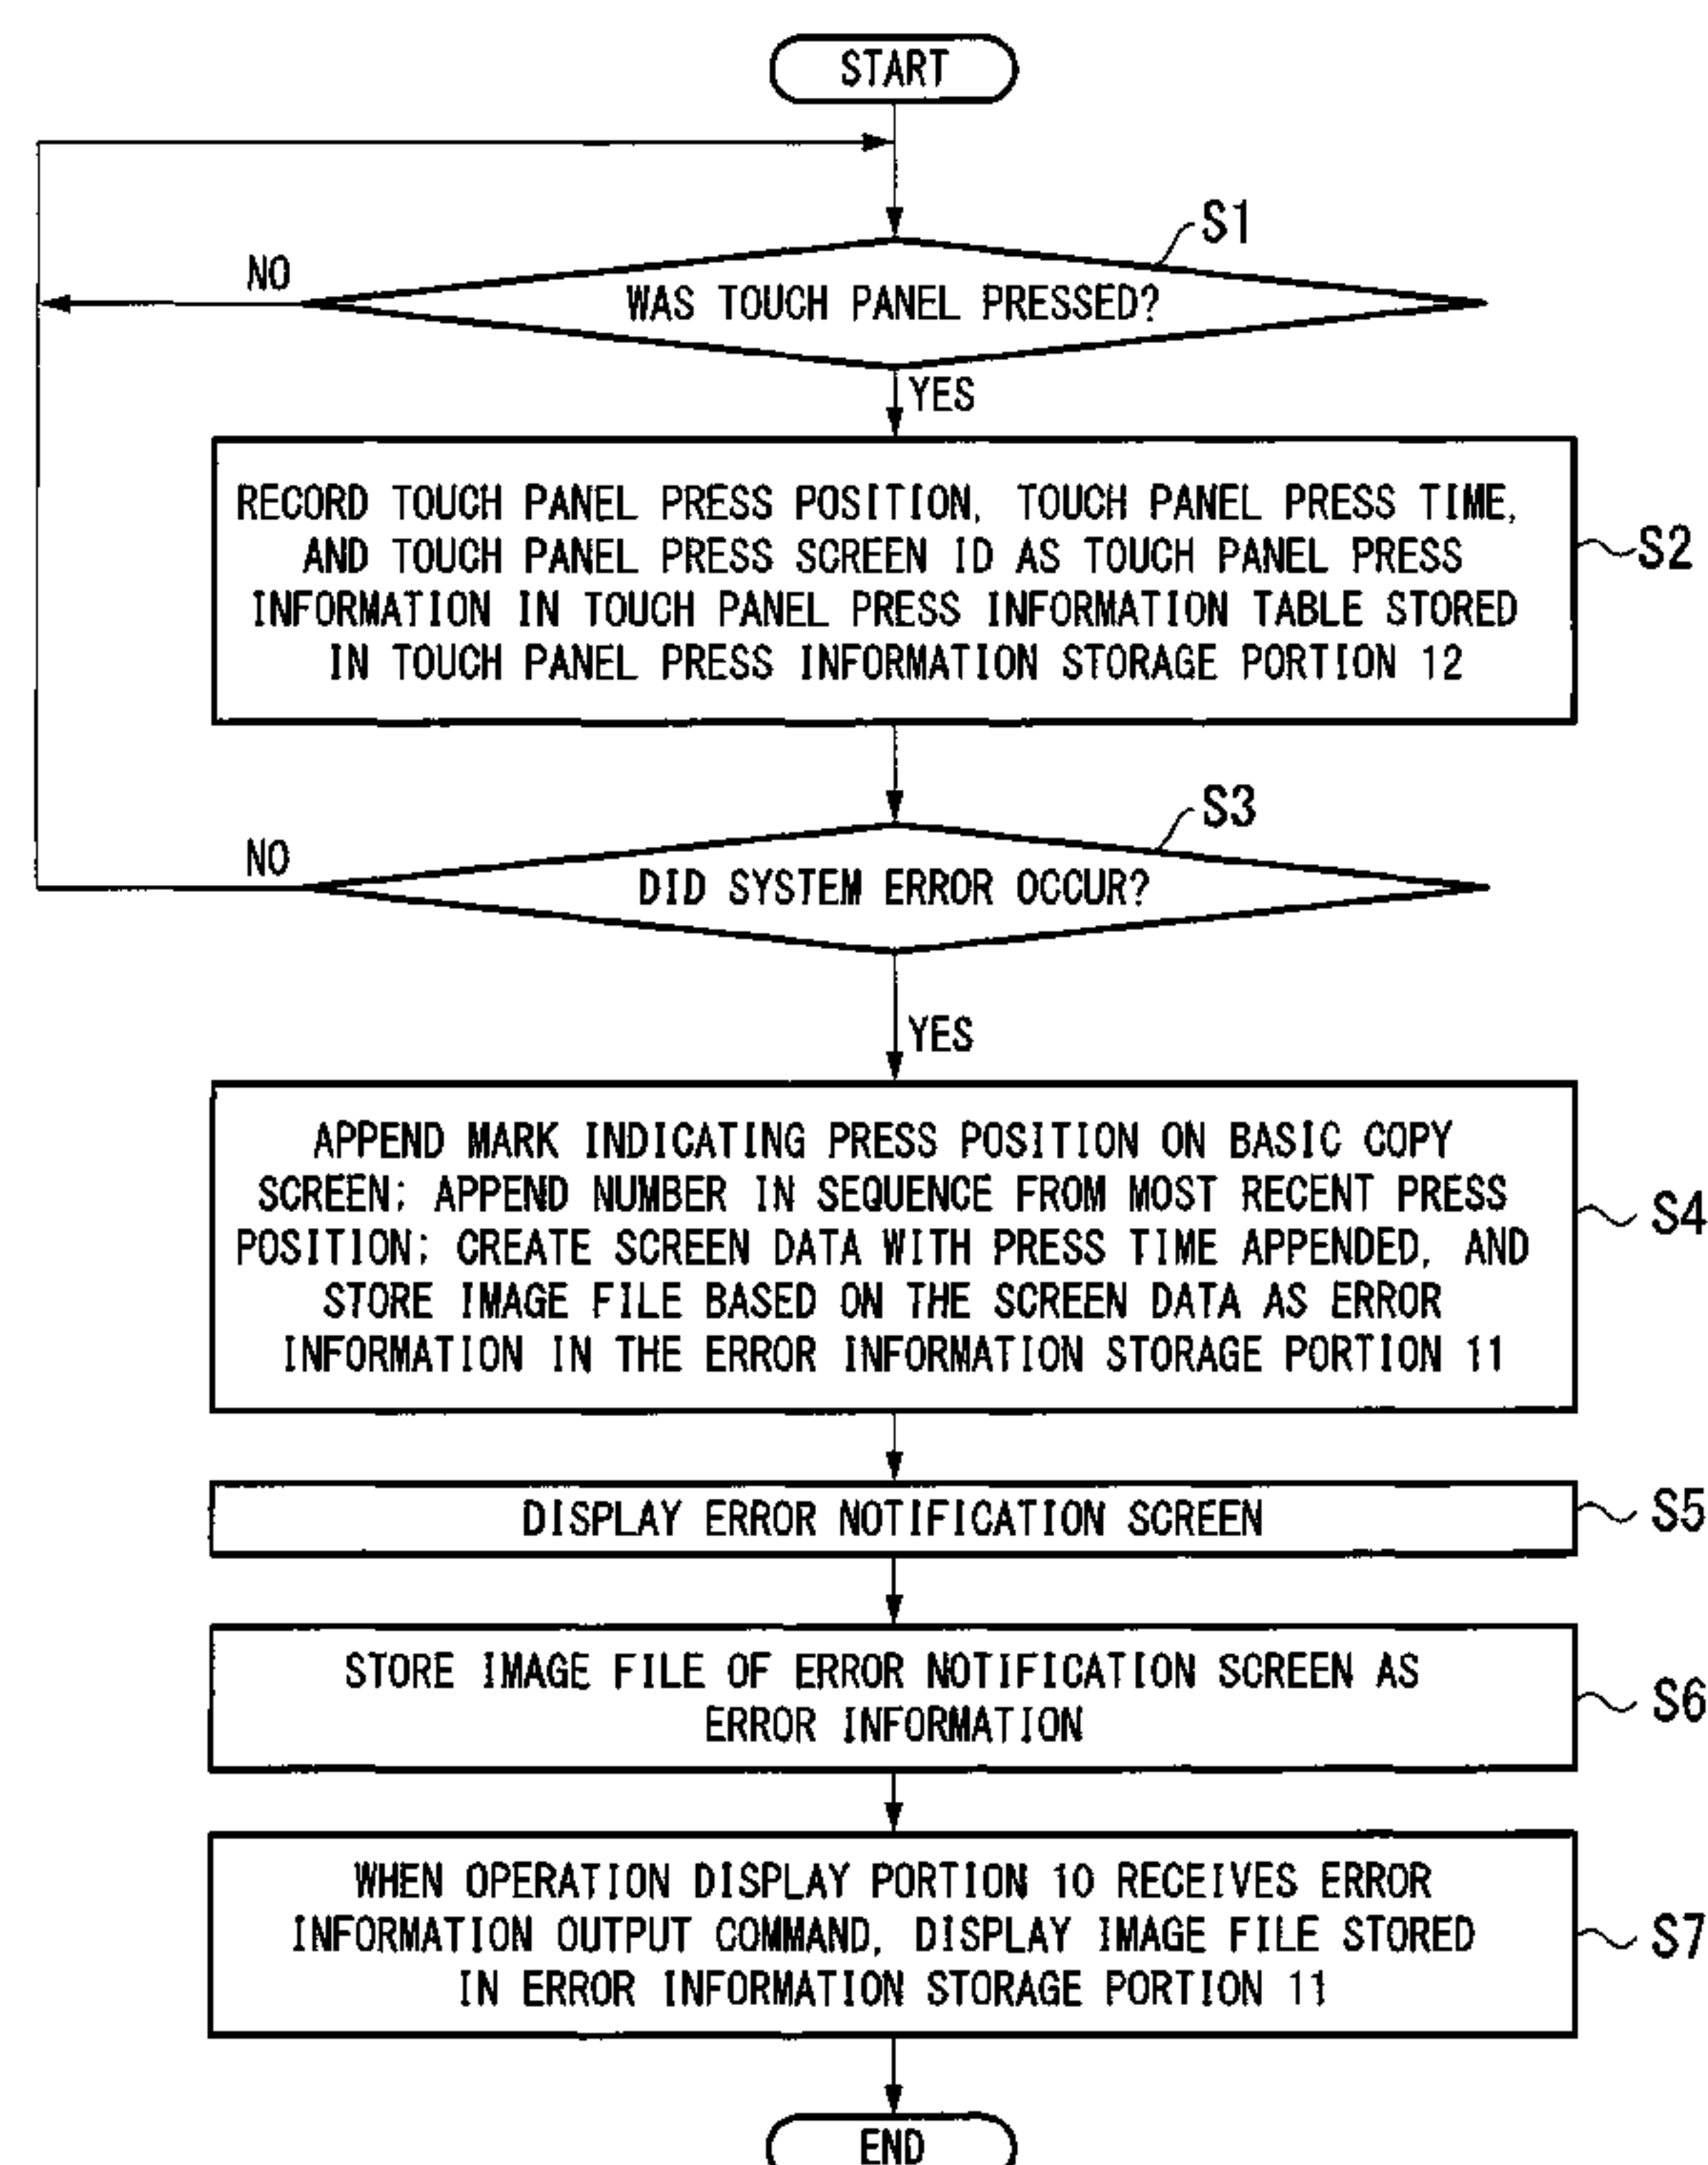 START
S1
NO
WAS TOUCH PANEL PRESSED?
YES
RECORD TOUCH PANEL PRESS POSITION, TOUCH PANEL PRESS TIME,
AND TOUCH PANEL PRESS SCREEN ID AS TOUCH PANEL PRESS
INFORMATION IN TOUCH PANEL PRESS INFORMATION TABLE STORED
IN TOUCH PANEL PRESS INFORMATION STORAGE PORTION 12
S2
S3
NO
DID SYSTEM ERROR OCCUR?
YES
APPEND MARK INDICATING PRESS POSITION ON BASIC COPY
SCREEN; APPEND NUMBER IN SEQUENCE FROM MOST RECENT PRESS
POSITION; CREATE SCREEN DATA WITH PRESS TIME APPENDED, AND
STORE IMAGE FILE BASED ON THE SCREEN DATA AS ERROR
INFORMATION IN THE ERROR INFORMATION STORAGE PORTION 11
S4
DISPLAY ERROR NOTIFICATION SCREEN
S5
STORE IMAGE FILE OF ERROR NOTIFICATION SCREEN AS
ERROR INFORMATION
S6
WHEN OPERATION DISPLAY PORTION 10 RECEIVES ERROR
INFORMATION OUTPUT COMMAND, DISPLAY IMAGE FILE STORED
IN ERROR INFORMATION STORAGE PORTION 11
S7
END